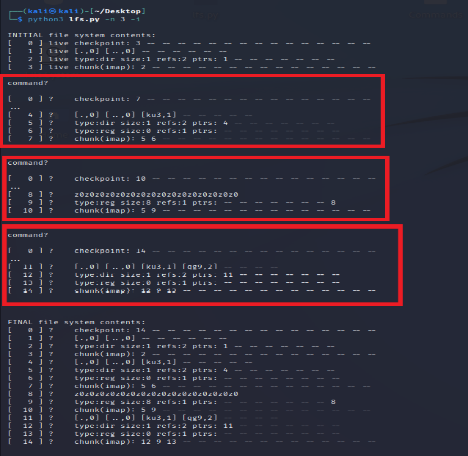 ┌──(kali㉿kali)-[~/Desktop]
└─$ python3 lfs.py -n 3 -i
INITIAL file system contents:
[   0 ] live checkpoint: 3 -- -- -- -- -- -- -- -- -- -- -- -- -- -- --
[   1 ] live [.,0] [..,0] -- -- -- -- -- --
[   2 ] live type:dir size:1 refs:2 ptrs: 1 -- -- -- -- -- -- --
[   3 ] live chunk(imap): 2 -- -- -- -- -- -- -- -- -- -- -- -- -- -- --
command?
[   0 ] ?    checkpoint: 7 -- -- -- -- -- -- -- -- -- -- -- -- -- -- --
...
[   4 ] ?    [.,0] [..,0] [ku3,1] -- -- -- -- --
[   5 ] ?    type:dir size:1 refs:2 ptrs: 4 -- -- -- -- -- -- --
[   6 ] ?    type:reg size:0 refs:1 ptrs: -- -- -- -- -- -- -- --
[   7 ] ?    chunk(imap): 5 6 -- -- -- -- -- -- -- -- -- -- -- -- -- --
command?
[   0 ] ?    checkpoint: 10 -- -- -- -- -- -- -- -- -- -- -- -- -- -- --
...
[   8 ] ?    z0z0z0z0z0z0z0z0z0z0z0z0z0z0z0z0
[   9 ] ?    type:reg size:8 refs:1 ptrs: -- -- -- -- -- -- -- 8
[  10 ] ?    chunk(imap): 5 9 -- -- -- -- -- -- -- -- -- -- -- -- -- --
command?
[   0 ] ?    checkpoint: 14 -- -- -- -- -- -- -- -- -- -- -- -- -- -- --
...
[  11 ] ?    [.,0] [..,0] [ku3,1] [qg9,2] -- -- -- --
[  12 ] ?    type:dir size:1 refs:2 ptrs: 11 -- -- -- -- -- -- --
[  13 ] ?    type:reg size:0 refs:1 ptrs: -- -- -- -- -- -- -- --
[  14 ] ?    chunk(imap): 12 9 13 -- -- -- -- -- -- -- -- -- -- -- -- --
FINAL file system contents:
[   0 ] ?    checkpoint: 14 -- -- -- -- -- -- -- -- -- -- -- -- -- -- --
[   1 ] ?    [.,0] [..,0] -- -- -- -- -- --
[   2 ] ?    type:dir size:1 refs:2 ptrs: 1 -- -- -- -- -- -- --
[   3 ] ?    chunk(imap): 2 -- -- -- -- -- -- -- -- -- -- -- -- -- -- --
[   4 ] ?    [.,0] [..,0] [ku3,1] -- -- -- -- --
[   5 ] ?    type:dir size:1 refs:2 ptrs: 4 -- -- -- -- -- -- --
[   6 ] ?    type:reg size:0 refs:1 ptrs: -- -- -- -- -- -- -- --
[   7 ] ?    chunk(imap): 5 6 -- -- -- -- -- -- -- -- -- -- -- -- -- --
[   8 ] ?    z0z0z0z0z0z0z0z0z0z0z0z0z0z0z0z0
[   9 ] ?    type:reg size:8 refs:1 ptrs: -- -- -- -- -- -- -- 8
[  10 ] ?    chunk(imap): 5 9 -- -- -- -- -- -- -- -- -- -- -- -- -- --
[  11 ] ?    [.,0] [..,0] [ku3,1] [qg9,2] -- -- -- --
[  12 ] ?    type:dir size:1 refs:2 ptrs: 11 -- -- -- -- -- -- --
[  13 ] ?    type:reg size:0 refs:1 ptrs: -- -- -- -- -- -- -- --
[  14 ] ?    chunk(imap): 12 9 13 -- -- -- -- -- -- -- -- -- -- -- -- --